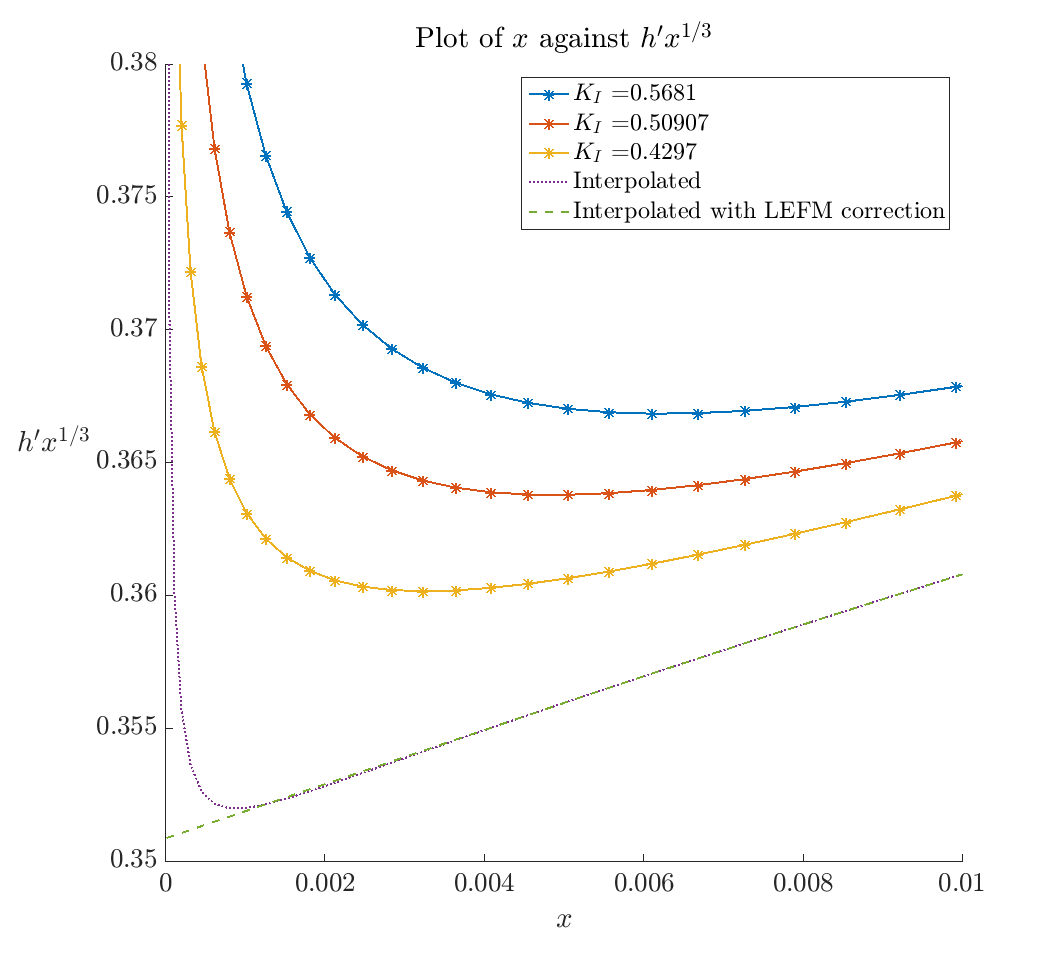 Plot of x against h′x^{1/3}
K_I =0.5681
K_I =0.50907
K_I =0.4297
Interpolated
Interpolated with LEFM correction
h′x^{1/3}
0.38
0.375
0.37
0.365
0.36
0.355
0.35
0 0.002 0.004 0.006 0.008 0.01
x